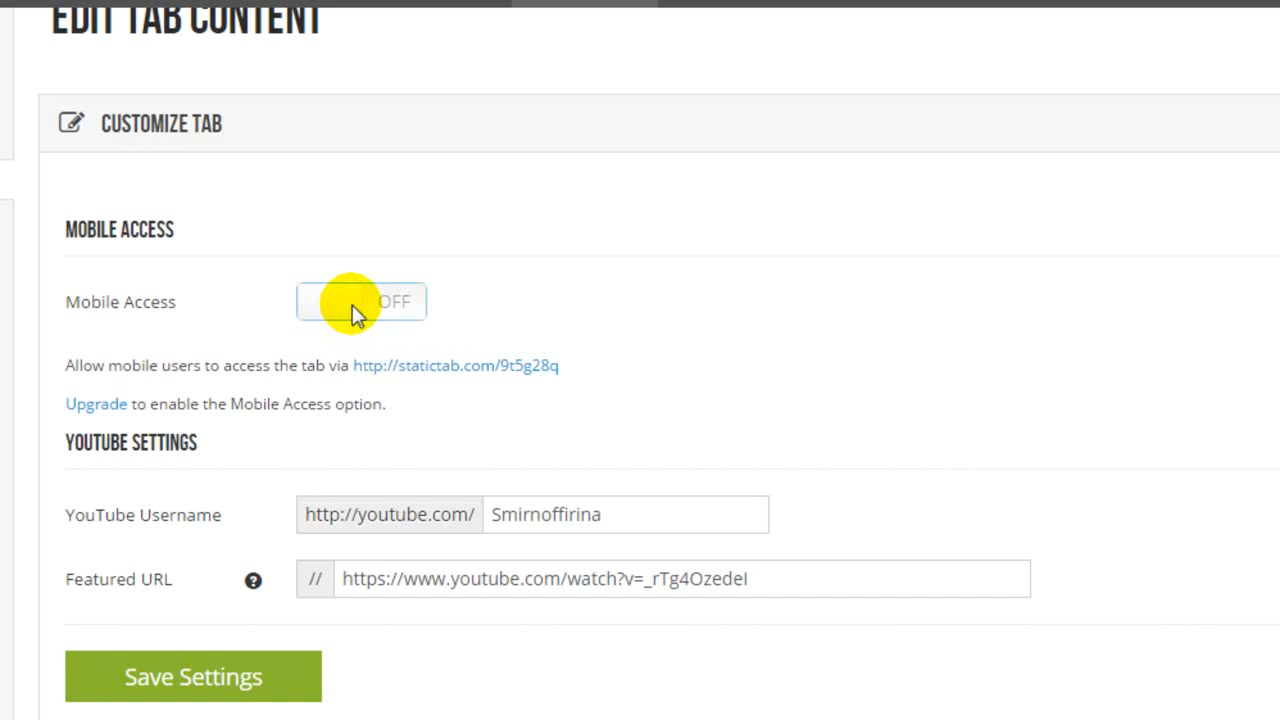 EDIT TAB CONTENT
CUSTOMIZE TAB
MOBILE ACCESS
Mobile Access OFF
Allow mobile users to access the tab via http://statictab.com/9t5g28q
Upgrade to enable the Mobile Access option.
YOUTUBE SETTINGS
YouTube Username http://youtube.com/ Smirnoffirina
Featured URL ? // https://www.youtube.com/watch?v=_rTg4OzedeI
Save Settings